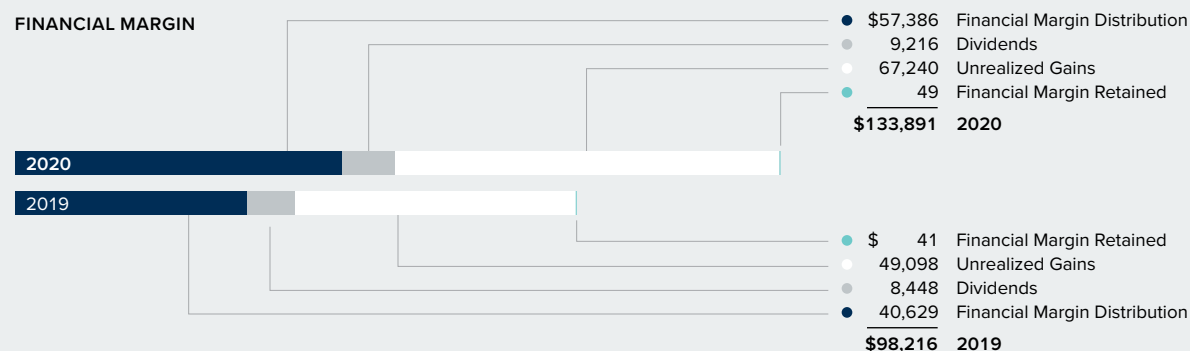 FINANCIAL MARGIN
$57,386 Financial Margin Distribution
9,216 Dividends
67,240 Unrealized Gains
49 Financial Margin Retained
$133,891 2020
2020
2019
$ 41 Financial Margin Retained
49,098 Unrealized Gains
8,448 Dividends
40,629 Financial Margin Distribution
$98,216 2019